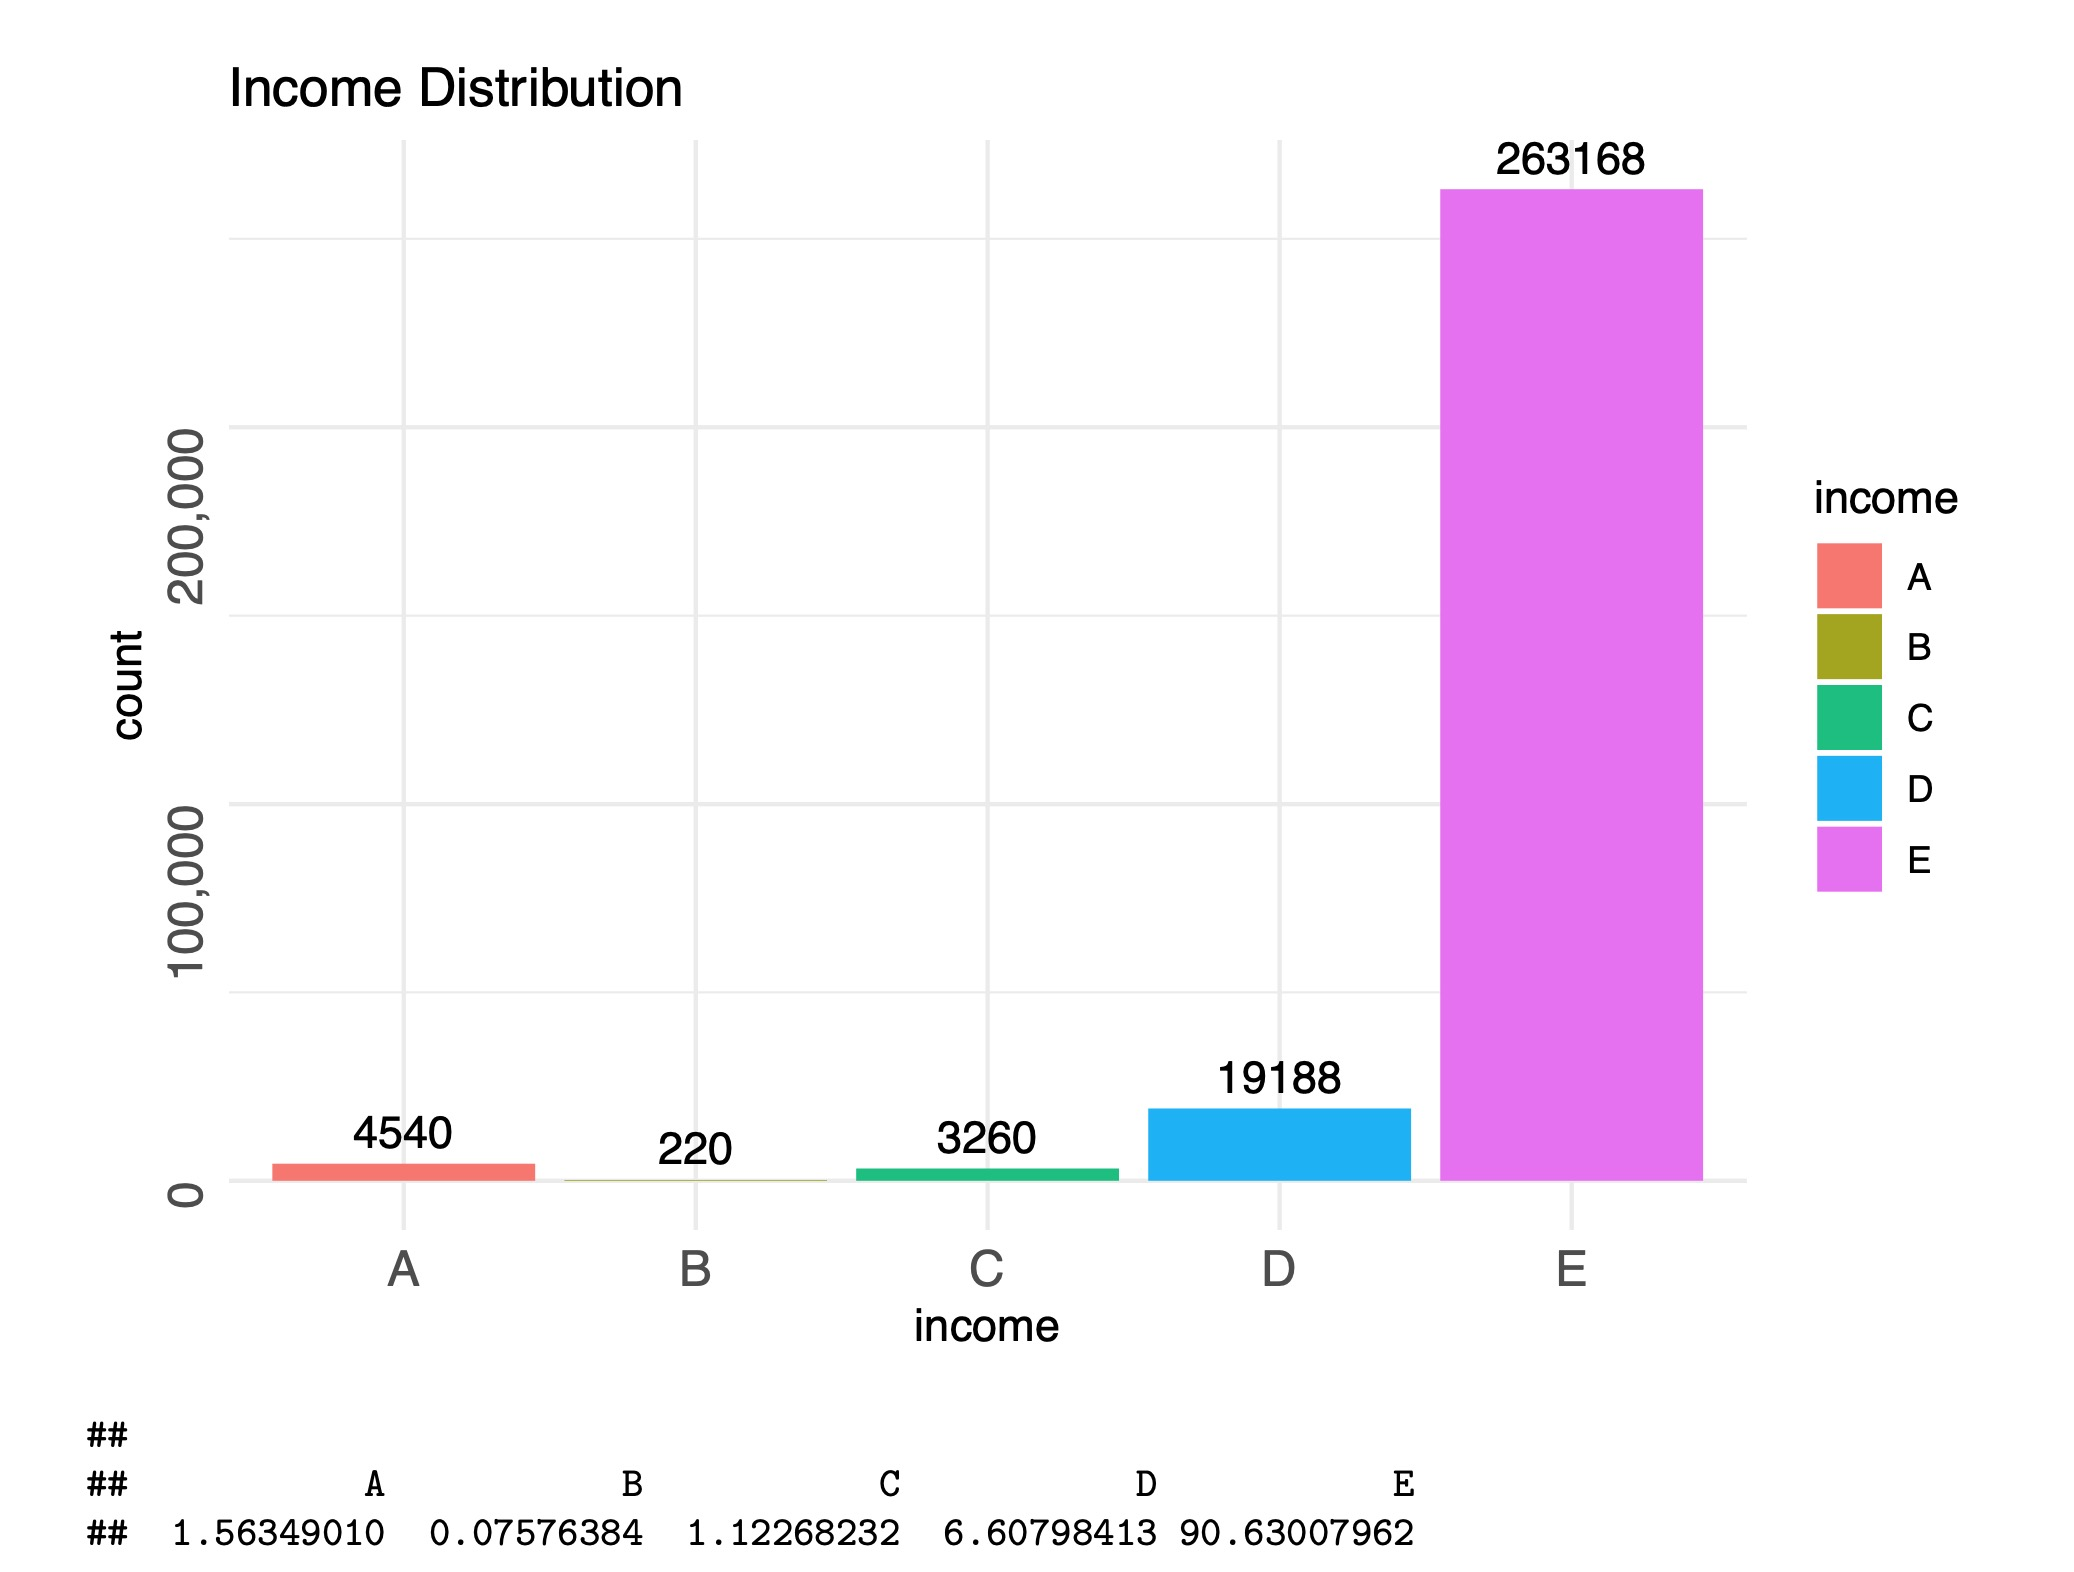 Income Distribution
263168
200,000
100,000
0
count
4540
220
3260
19188
A B C D E
income
income
A
B
C
D
E
##
## A B C D E
## 1.56349010 0.07576384 1.12268232 6.60798413 90.63007962